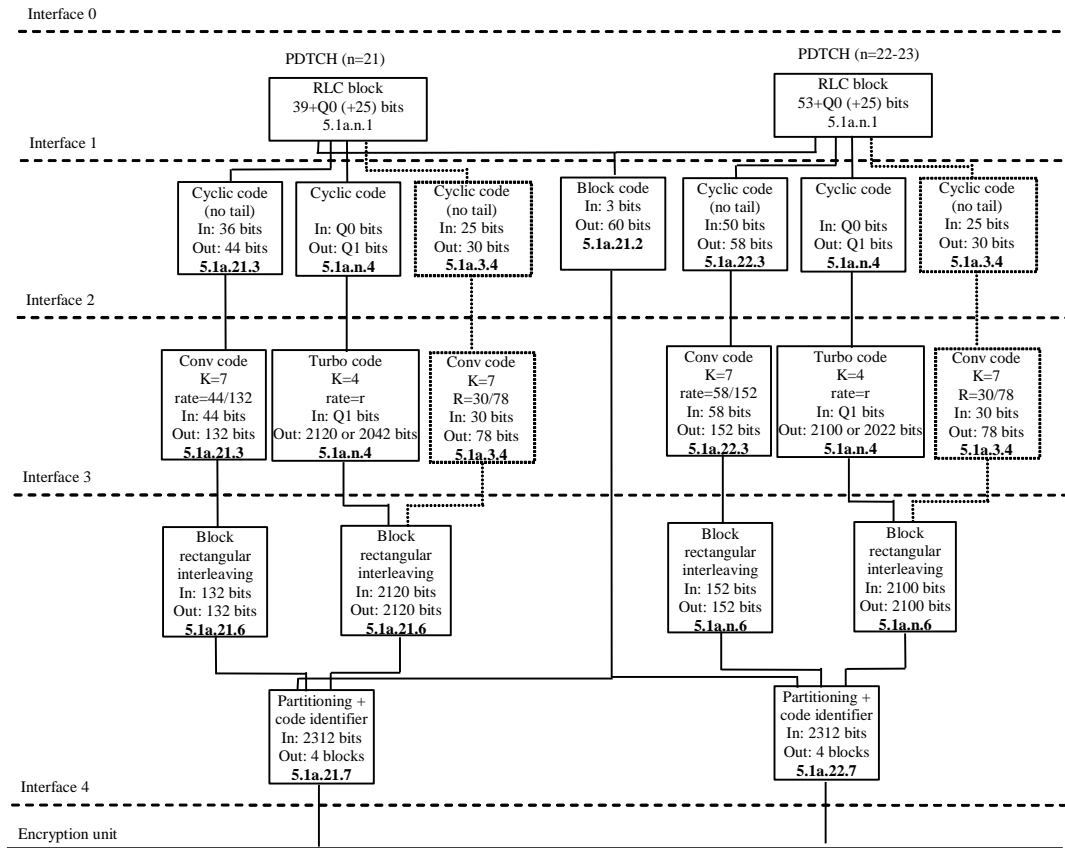 Interface 0
PDTCH (n=21)
RLC block
39+Q0 (+25) bits
5.1a.n.1
PDTCH (n=22-23)
RLC block
53+Q0 (+25) bits
5.1a.n.1
Interface 1
Cyclic code
(no tail)
In: 36 bits
Out: 44 bits
5.1a.21.3
Cyclic code
In: Q0 bits
Out: Q1 bits
5.1a.n.4
Cyclic code
(no tail)
In: 25 bits
Out: 30 bits
5.1a.3.4
Block code
In: 3 bits
Out: 60 bits
5.1a.21.2
Cyclic code
(no tail)
In:50 bits
Out: 58 bits
5.1a.22.3
Cyclic code
In: Q0 bits
Out: Q1 bits
5.1a.n.4
Cyclic code
(no tail)
In: 25 bits
Out: 30 bits
5.1a.3.4
Interface 2
Conv code
K=7
rate=44/132
In: 44 bits
Out: 132 bits
5.1a.21.3
Turbo code
K=4
rate=r
In: Q1 bits
Out: 2120 or 2042 bits
5.1a.n.4
Conv code
K=7
R=30/78
In: 30 bits
Out: 78 bits
5.1a.3.4
Conv code
K=7
rate=58/152
In: 58 bits
Out: 152 bits
5.1a.22.3
Turbo code
K=4
rate=r
In: Q1 bits
Out: 2100 or 2022 bits
5.1a.n.4
Conv code
K=7
R=30/78
In: 30 bits
Out: 78 bits
5.1a.3.4
Interface 3
Block
rectangular
interleaving
In: 132 bits
Out: 132 bits
5.1a.21.6
Block
rectangular
interleaving
In: 2120 bits
Out: 2120 bits
5.1a.21.6
Block
rectangular
interleaving
In: 152 bits
Out: 152 bits
5.1a.n.6
Block
rectangular
interleaving
In: 2100 bits
Out: 2100 bits
5.1a.n.6
Partitioning +
code identifier
In: 2312 bits
Out: 4 blocks
5.1a.21.7
Partitioning +
code identifier
In: 2312 bits
Out: 4 blocks
5.1a.22.7
Interface 4
Encryption unit